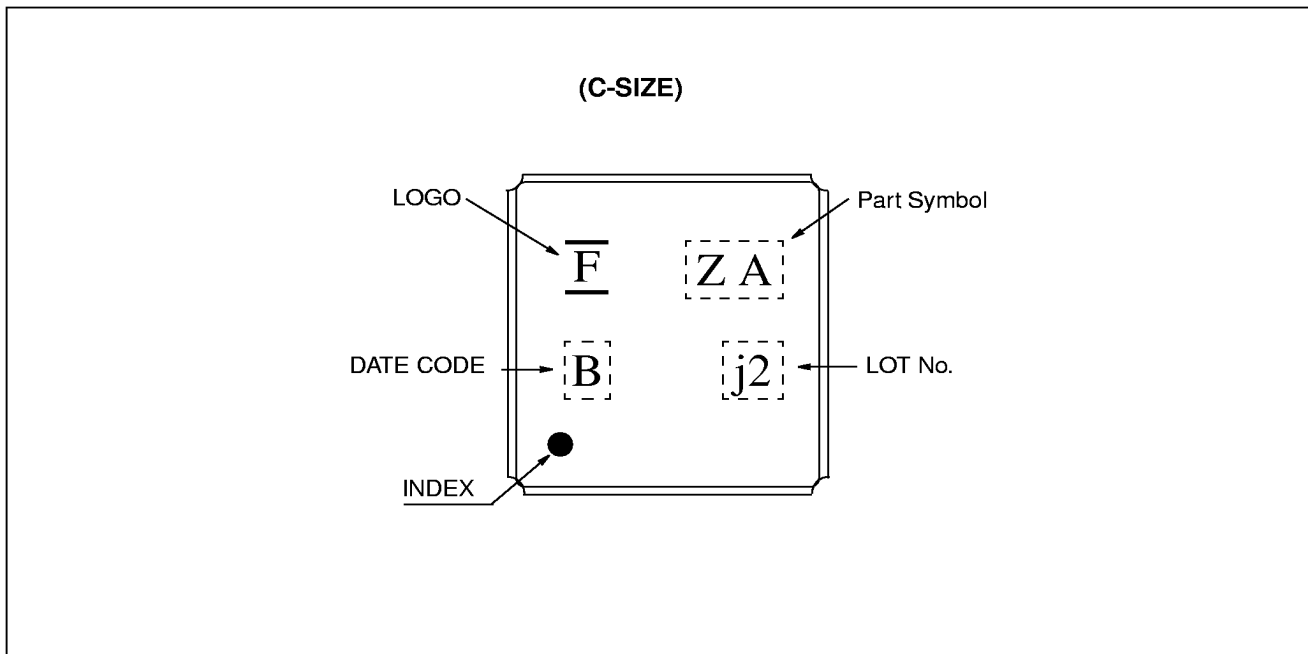 (C-SIZE)
LOGO
Part Symbol
F
Z A
DATE CODE
B
j2
LOT No.
INDEX